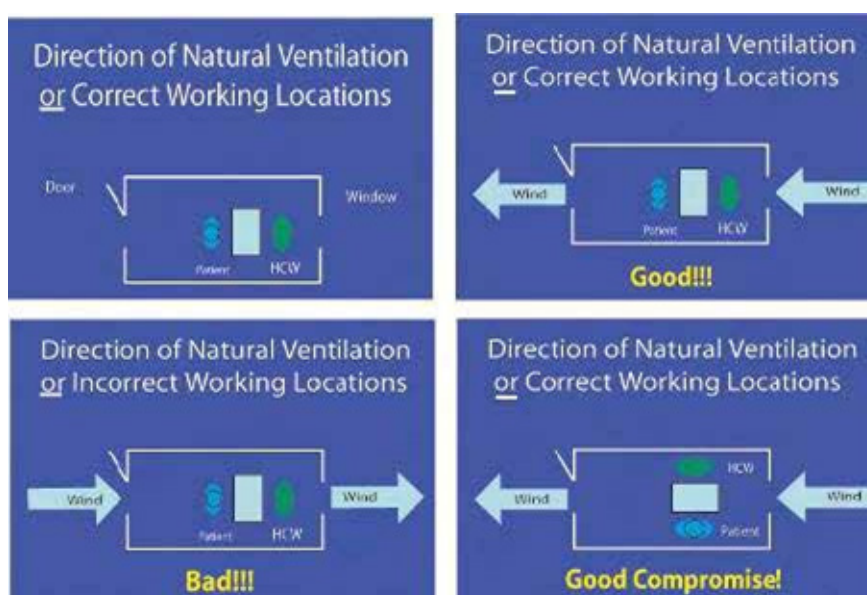 Direction of Natural Ventilation
or Correct Working Locations
Door
Window
Patient
HCW
Direction of Natural Ventilation
or Correct Working Locations
Wind
Wind
Patient
HCW
Good!!!
Direction of Natural Ventilation
or Incorrect Working Locations
Wind
Wind
Patient
HCW
Bad!!!
Direction of Natural Ventilation
or Correct Working Locations
HCW
Wind
Wind
Patient
Good Compromise!